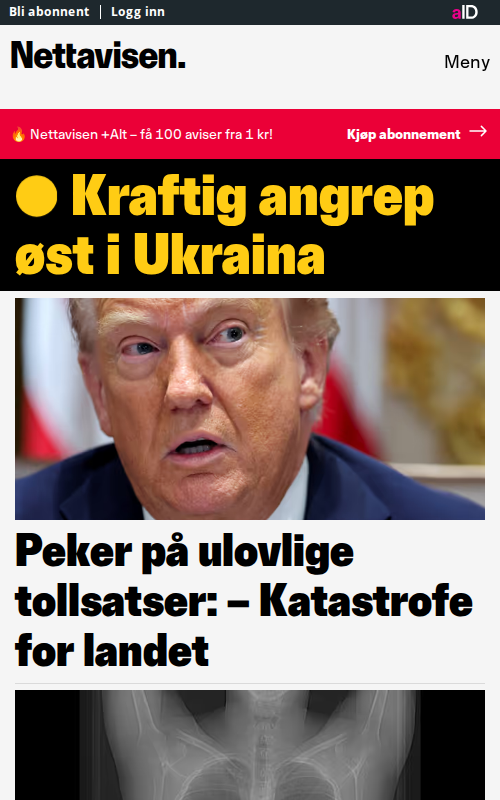 Bli abonnent | Logg inn
aID
Nettavisen.
Meny
🔥 Nettavisen +Alt – få 100 aviser fra 1 kr!
Kjøp abonnement →
Kraftig angrep
øst i Ukraina
Peker på ulovlige
tollsatser: – Katastrofe
for landet